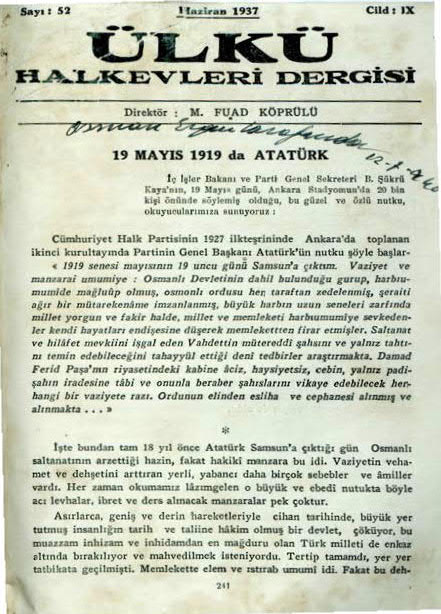 Sayı : 52 Haziran 1937 Cild : IX
ÜLKÜ
HALKEVLERİ DERGİSİ
Direktör : M. FUAD KÖPRÜLÜ
Osman tarafından
19 MAYIS 1919 da ATATÜRK
İç İşler Bakanı ve Parti Genel Sekreteri B. Şükrü
Kaya'nın, 19 Mayıs günü, Ankara Stadyomun'da 20 bin
kişi önünde söylemiş olduğu, bu güzel ve özlü nutku,
okuyucularımıza sunuyoruz :
Cümhuriyet Halk Partisinin 1927 ilkteşrininde Ankara'da toplanan
ikinci kurultayında Partinin Genel Başkanı Atatürk'ün nutku şöyle başlar-
« 1919 senesi mayısının 19 uncu günü Samsun'a çıktım. Vaziyet ve
manzarai umumiye : Osmanlı Devletinin dahil bulunduğu gurup, harbıu-
mumide mağlûp olmuş, osmonlı ordusu her taraftan zedelenmiş, şeraiti
ağır bir mütarekenâme imzanlanmış, büyük harbın uzun seneleri zarfında
millet yorgun ve fakir halde, millet ve memleketi harbıumumiye sevkeden-
ler kendi hayatları endişesine düşerek memlekettten firar etmişler. Saltanat
ve hilâfet mevkiini işgal eden Vahdettin mütereddi şahsını ve yalnız tahtı-
nı temin edebileceğini tahayyül ettiği deni tedbirler araştırmakta. Damad
Ferid Paşa'nın riyasetindeki kabine âciz, haysiyetsiz, cebin, yalnız padi-
şahın iradesine tâbi ve onunla beraber şahıslarını vikaye edebilecek her-
hangi bir vaziyete razı. Ordunun elinden esliha ve cephanesi alınmış ve
alınmakta . . . »
*
İşte bundan tam 18 yıl önce Atatürk Samsun'a çıktığı gün Osmanlı
saltanatının arzettiği hazin, fakat hakiki manzara bu idi. Vaziyetin veha-
met ve dehşetini arttıran yerli, yabancı daha birçok sebebler ve âmiller
vardı. Her zaman okumamız lâzımgelen o büyük ve ebedî nutukta böyle
acı levhalar, ibret ve ders alınacak manzaralar pek çoktur.
Asırlarca, geniş ve derin hareketleriyle cihan tarihinde, büyük yer
tutmuş insanlığın tarih ve taliine hâkim olmuş bir devlet, çöküyor, bu
muazzam inhizam ve inhidamdan en mağduru olan Türk milleti de enkaz
altında bırakılıyor ve mahvedilmek isteniyordu. Tertip tamamdı, yer yer
tatbikata geçilmişti. Memlekette elem ve ıstırab umumî idi. Fakat bu deh-
241